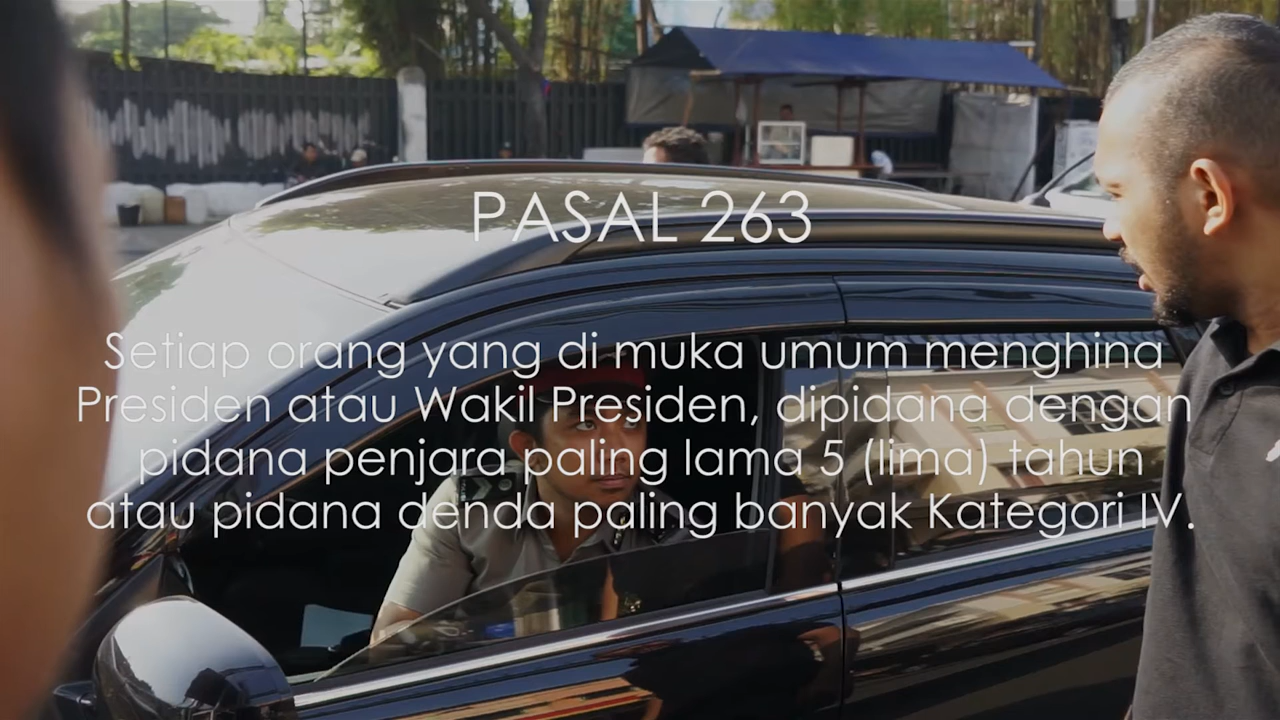 PASAL 263
Setiap orang yang di muka umum menghina
Presiden atau Wakil Presiden, dipidana dengan
pidana penjara paling lama 5 (lima) tahun
atau pidana denda paling banyak Kategori IV.